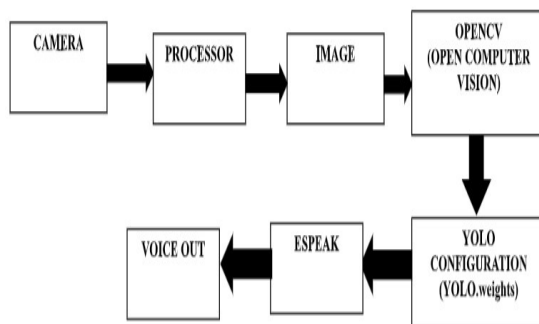 CAMERA
PROCESSOR
IMAGE
OPENCV
(OPEN COMPUTER
VISION)
VOICE OUT
ESPEAK
YOLO
CONFIGURATION
(YOLO.weights)